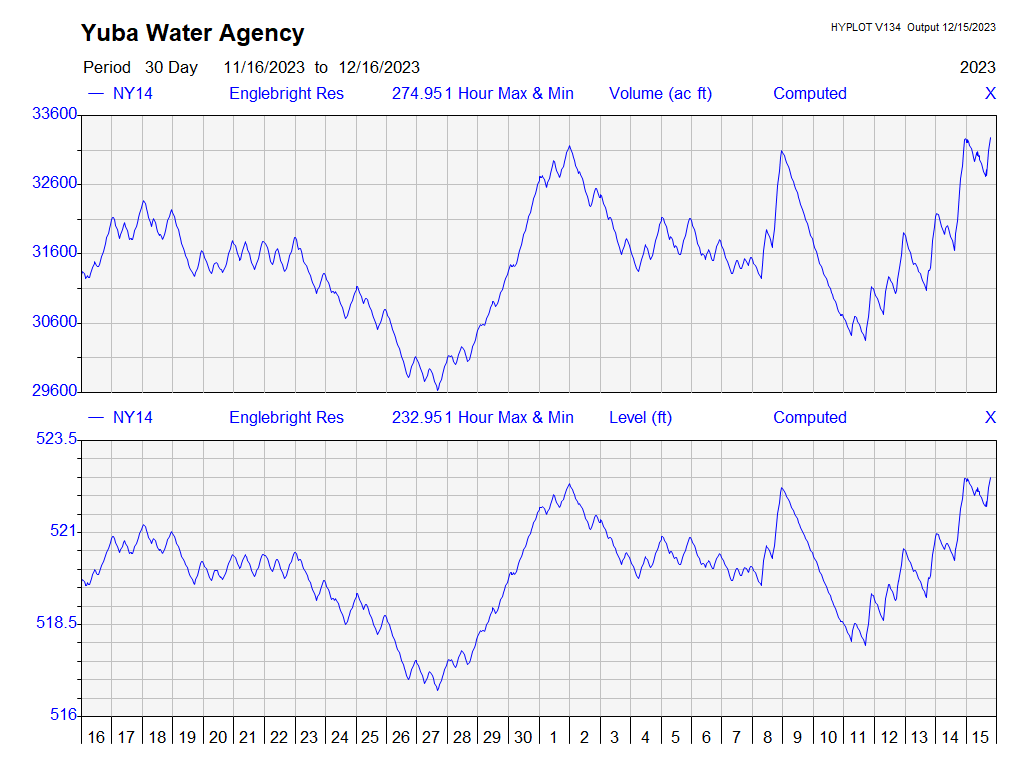 Yuba Water Agency
HYPLOT V134 Output 12/15/2023
Period 30 Day 11/16/2023 to 12/16/2023 2023
— NY14 Englebright Res 274.951 Hour Max & Min Volume (ac ft) Computed X
33600
32600
31600
30600
29600
— NY14 Englebright Res 232.951 Hour Max & Min Level (ft) Computed X
523.5
521
518.5
516
16 17 18 19 20 21 22 23 24 25 26 27 28 29 30 1 2 3 4 5 6 7 8 9 10 11 12 13 14 15